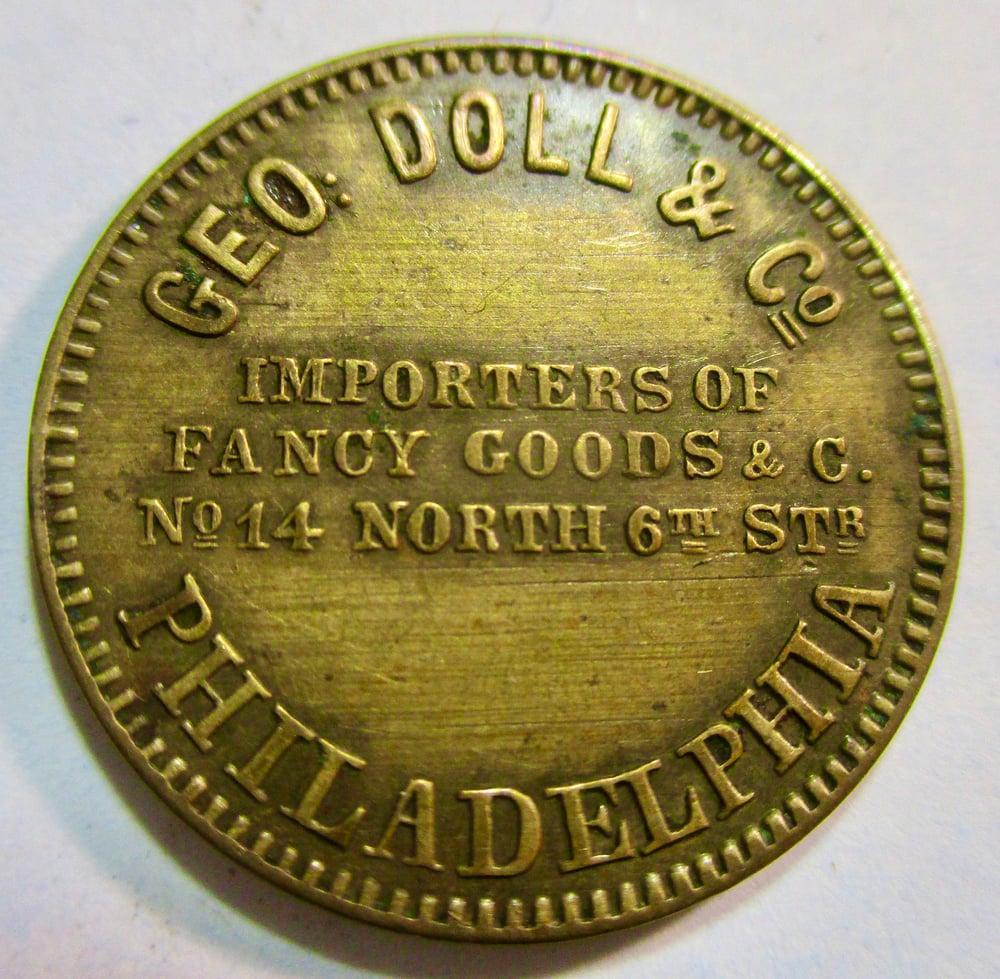 GEO. DOLL & Co
IMPORTERS OF
FANCY GOODS & C.
No 14 NORTH 6TH STR
PHILADELPHIA